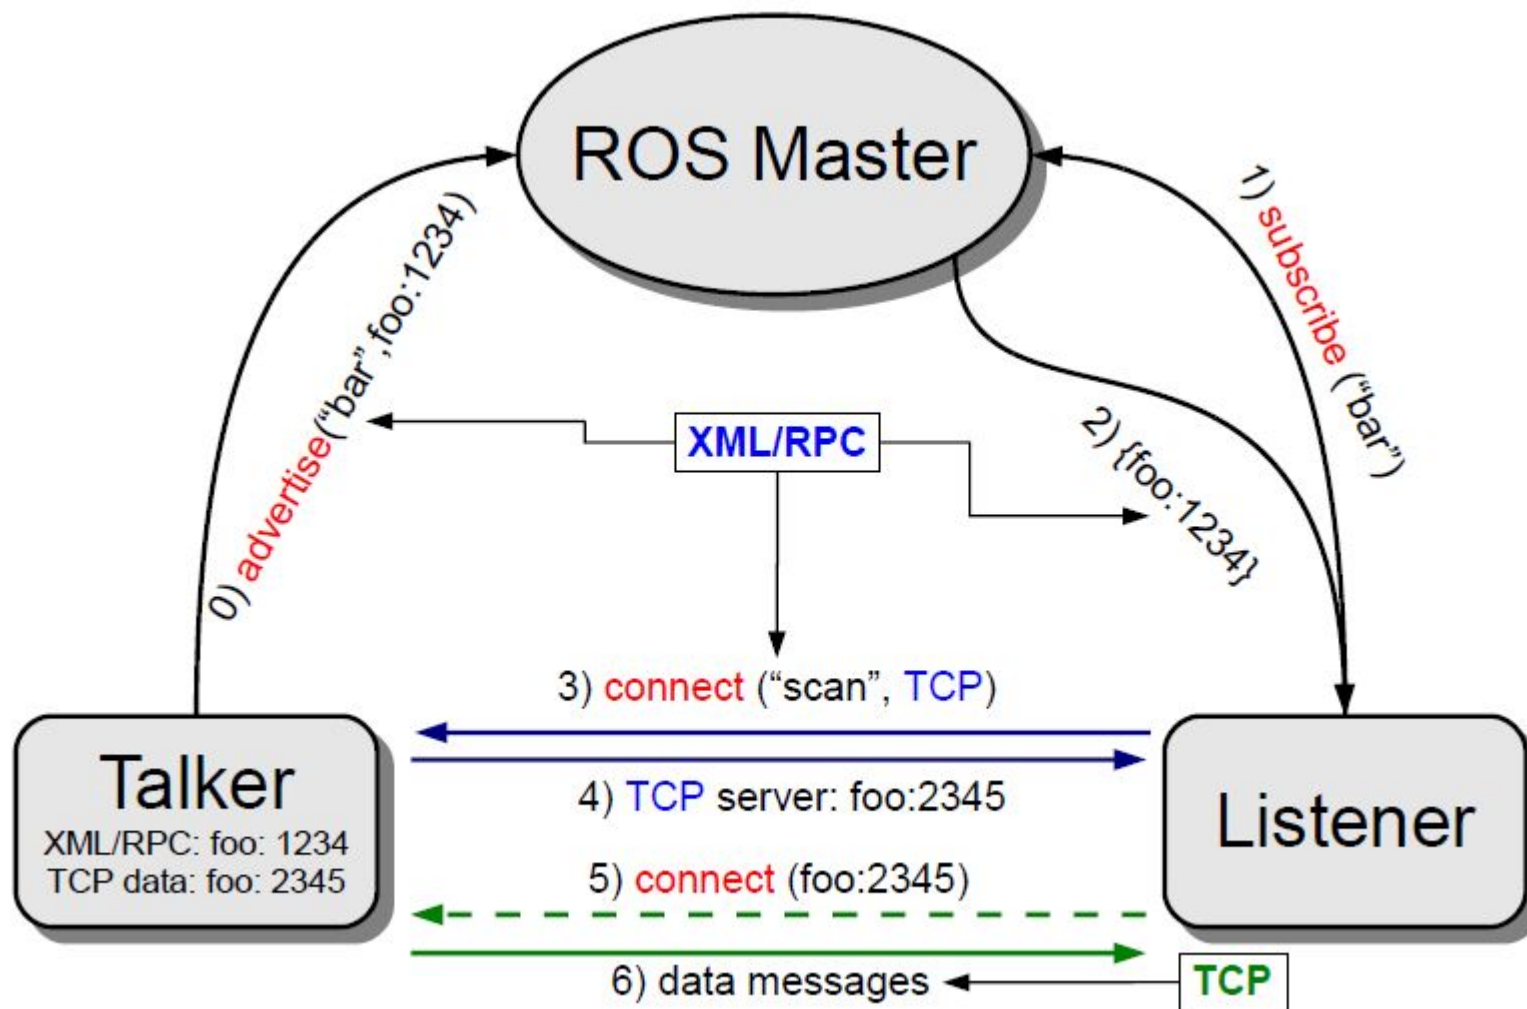 ROS Master
0) advertise(“bar”,foo:1234)
1) subscribe (“bar”)
XML/RPC
2) {foo:1234}
3) connect (“scan”, TCP)
Talker
XML/RPC: foo: 1234
TCP data: foo: 2345
4) TCP server: foo:2345
Listener
5) connect (foo:2345)
6) data messages
TCP